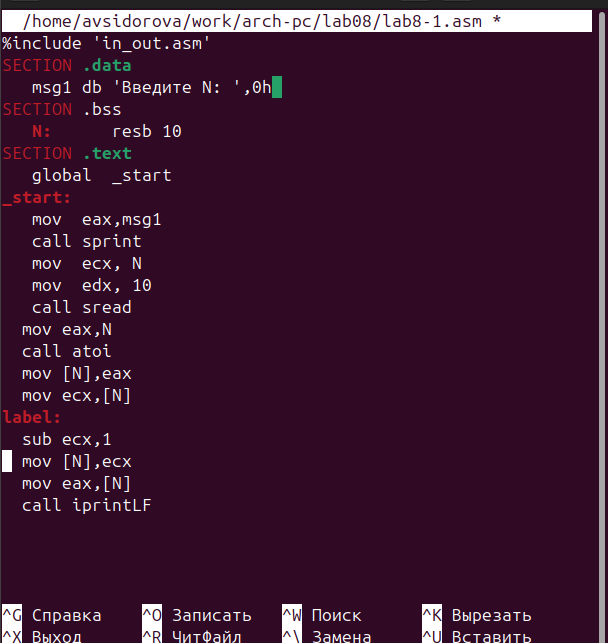 /home/avsidorova/work/arch-pc/lab08/lab8-1.asm *
%include 'in_out.asm'
SECTION .data
msg1 db 'Введите N: ',0h
SECTION .bss
N: resb 10
SECTION .text
global _start
_start:
mov eax,msg1
call sprint
mov ecx, N
mov edx, 10
call sread
mov eax,N
call atoi
mov [N],eax
mov ecx,[N]
label:
sub ecx,1
mov [N],ecx
mov eax,[N]
call iprintLF
^G Справка ^O Записать ^W Поиск ^K Вырезать
^X Выход ^R ЧитФайл ^\ Замена ^U Вставить